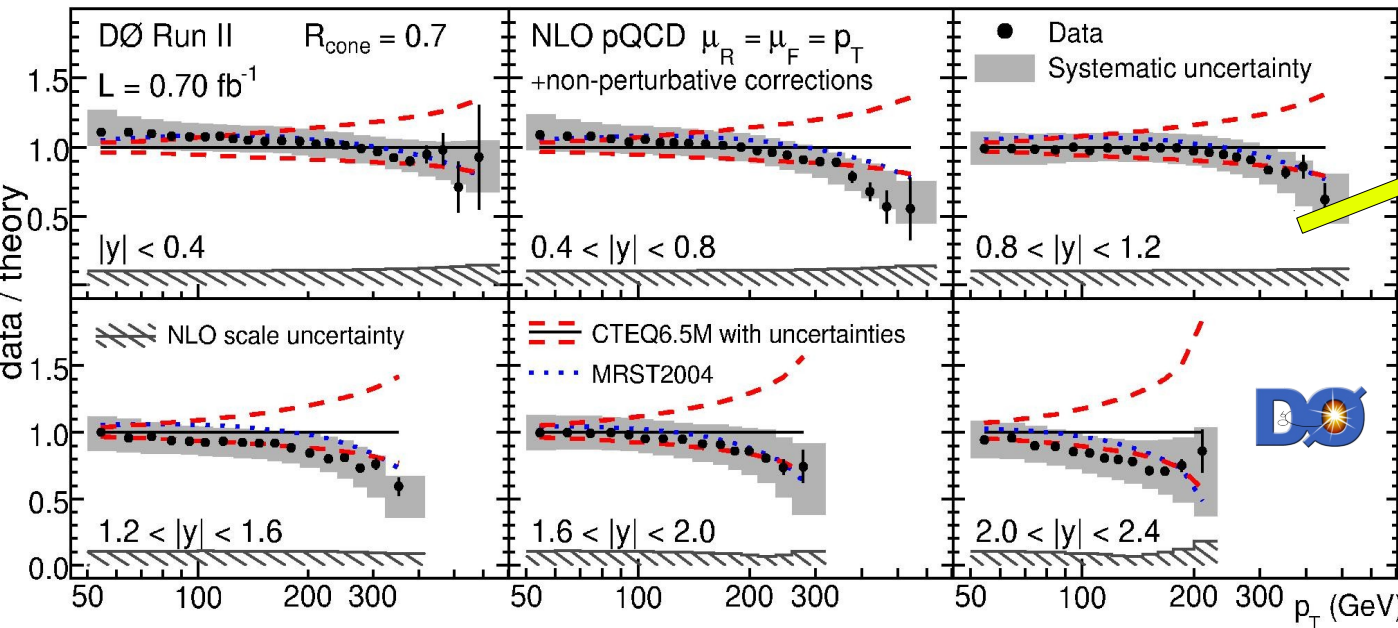 data / theory
DØ Run II
R_cone = 0.7
L = 0.70 fb⁻¹
1.5
1.0
0.5
|y| < 0.4
NLO pQCD μ_R = μ_F = p_T
+non-perturbative corrections
0.4 < |y| < 0.8
Data
Systematic uncertainty
0.8 < |y| < 1.2
NLO scale uncertainty
1.5
1.0
0.5
0.0
1.2 < |y| < 1.6
CTEQ6.5M with uncertainties
MRST2004
1.6 < |y| < 2.0
DØ
2.0 < |y| < 2.4
50 100 200 300
50 100 200 300
50 100 200 300 p_T (GeV)